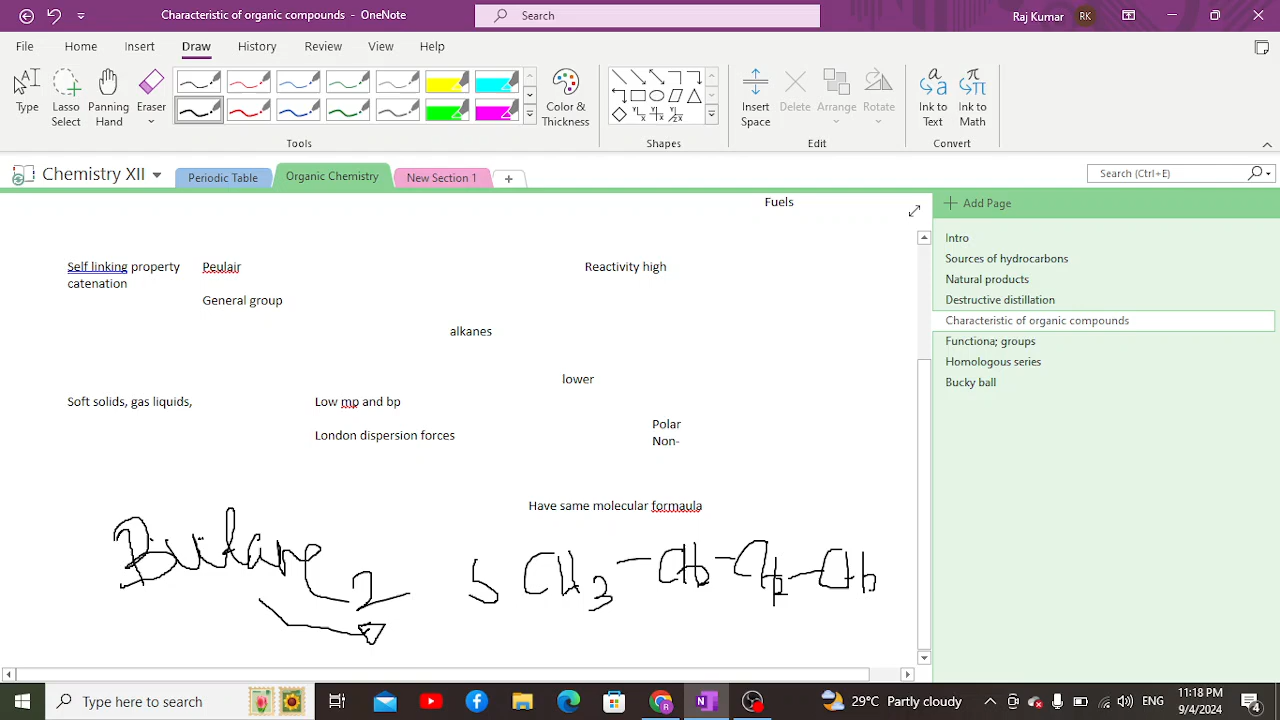 Characteristic of organic compounds - OneNote
Search
Raj Kumar
RK
File Home Insert Draw History Review View Help
Type
Lasso Select
Panning Hand
Eraser
Color & Thickness
Insert Space
Delete
Arrange
Rotate
Ink to Text
Ink to Math
Tools
Shapes
Edit
Convert
Chemistry XII
Periodic Table
Organic Chemistry
New Section 1
Search (Ctrl+E)
Fuels
Self linking property
catenation
Peulair
General group
Reactivity high
alkanes
lower
Soft solids, gas liquids,
Low mp and bp
London dispersion forces
Polar
Non-
Have same molecular formaula
Butane
CH3
Add Page
Intro
Sources of hydrocarbons
Natural products
Destructive distillation
Characteristic of organic compounds
Functiona; groups
Homologous series
Bucky ball
Type here to search
29°C Partly cloudy
ENG
11:18 PM
9/4/2024
4